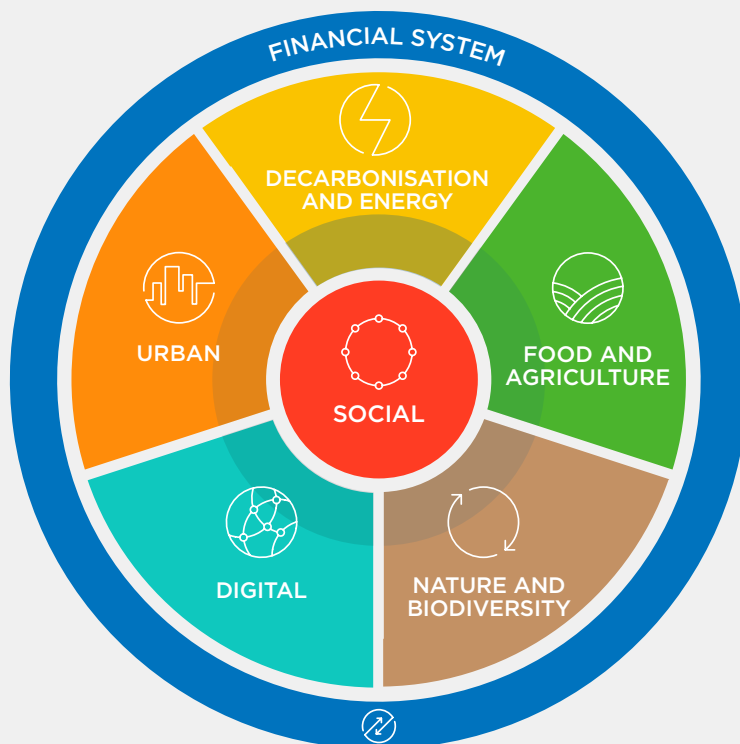 FINANCIAL SYSTEM
DECARBONISATION
AND ENERGY
URBAN
FOOD AND
AGRICULTURE
SOCIAL
DIGITAL
NATURE AND
BIODIVERSITY